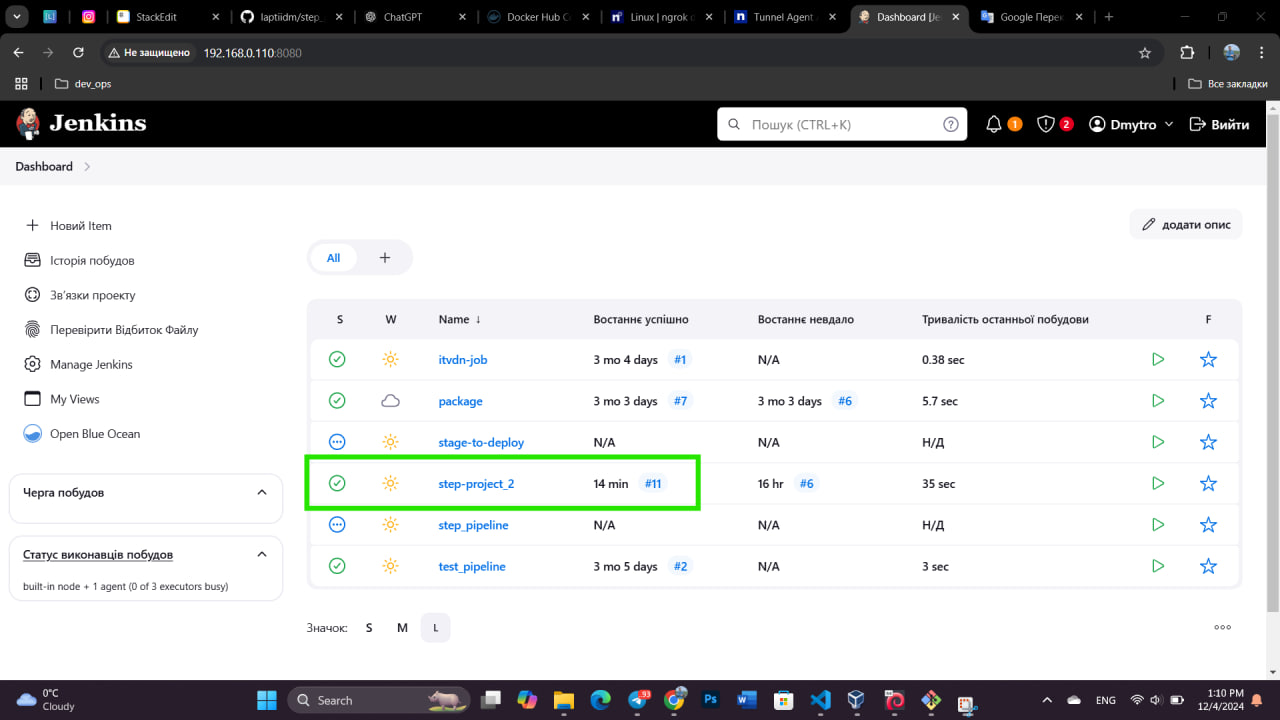 StackEdit
laptiidm/step_
ChatGPT
Docker Hub C
Linux | ngrok d
Tunnel Agent
Dashboard [Je
Google Перек
Не защищено 192.168.0.110:8080
dev_ops
Все закладки
Jenkins
Пошук (CTRL+K)
1
2
Dmytro
Выйти
Dashboard
Новий Item
Історія побудов
Зв'язки проекту
Перевірити Відбиток Файлу
Manage Jenkins
My Views
Open Blue Ocean
Черга побудов
Статус виконавців побудов
built-in node + 1 agent (0 of 3 executors busy)
додати опис
All
S W Name ↓ Востаннє успішно Востаннє невдало Тривалість останньої побудови F
itvdn-job 3 mo 4 days #1 N/A 0.38 sec
package 3 mo 3 days #7 3 mo 3 days #6 5.7 sec
stage-to-deploy N/A N/A Н/Д
step-project_2 14 min #11 16 hr #6 35 sec
step_pipeline N/A N/A Н/Д
test_pipeline 3 mo 5 days #2 N/A 3 sec
Значок: S M L
0°C
Cloudy
Search
93
ENG
1:10 PM
12/4/2024